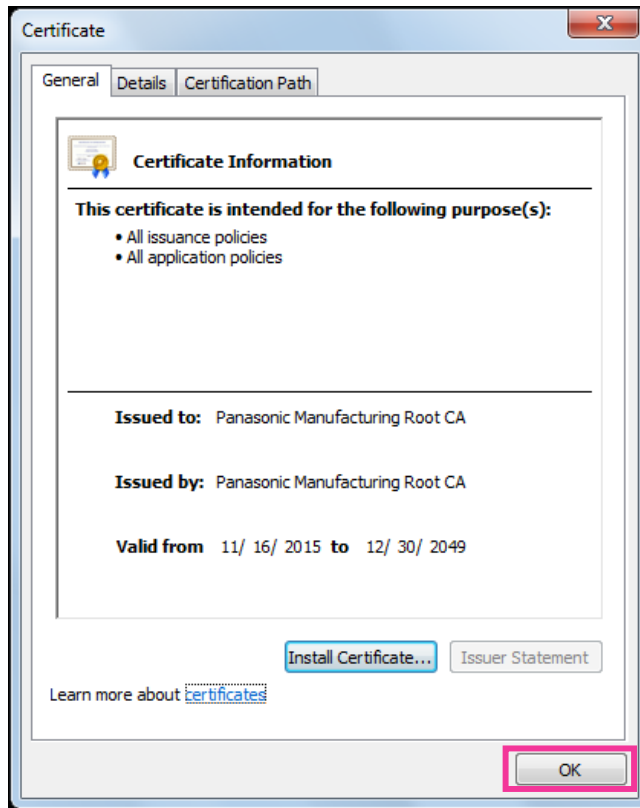 Certificate
General Details Certification Path
Certificate Information
This certificate is intended for the following purpose(s):
• All issuance policies
• All application policies
Issued to: Panasonic Manufacturing Root CA
Issued by: Panasonic Manufacturing Root CA
Valid from 11/ 16/ 2015 to 12/ 30/ 2049
Install Certificate... Issuer Statement
Learn more about certificates
OK